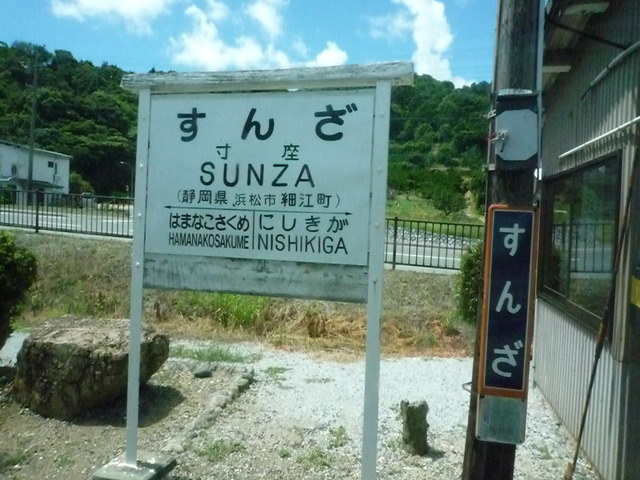 すんざ
寸座
SUNZA
(静岡県浜松市細江町)
はまなこさくめ にしきが
HAMANAKOSAKUME NISHIKIGA
すんざ